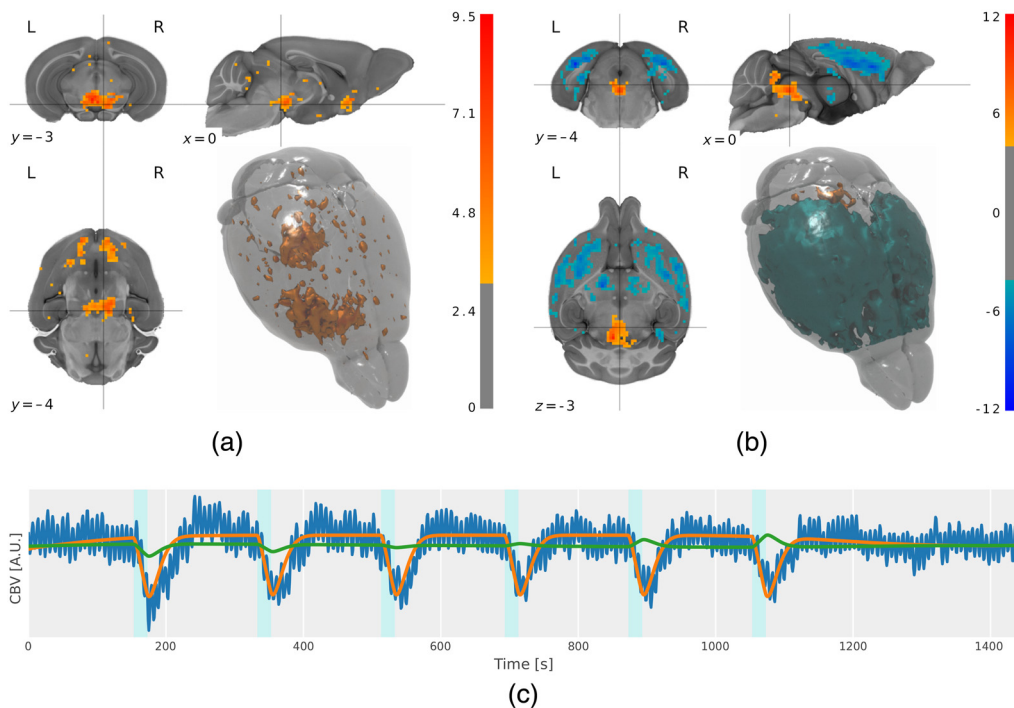 L R
y = −3
x = 0
9.5
7.1
4.8
2.4
0
L R
y = −4
(a)
L R
y = −4
x = 0
12
6
0
-6
-12
L R
z = −3
(b)
CBV [A.U.]
0 200 400 600 800 1000 1200 1400
Time [s]
(c)